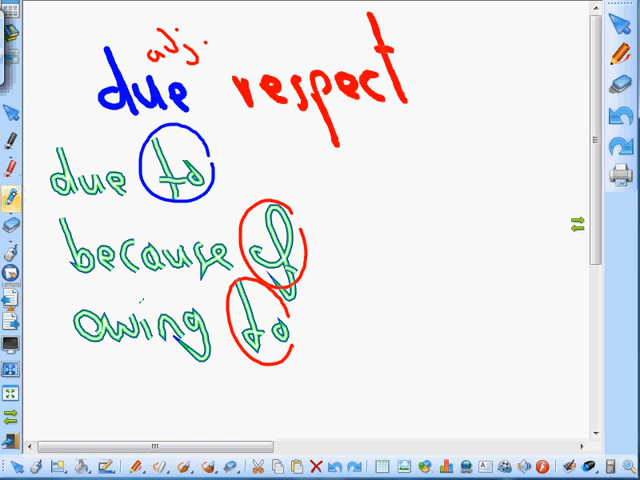 adj.
due respect
due to
because of
owing to